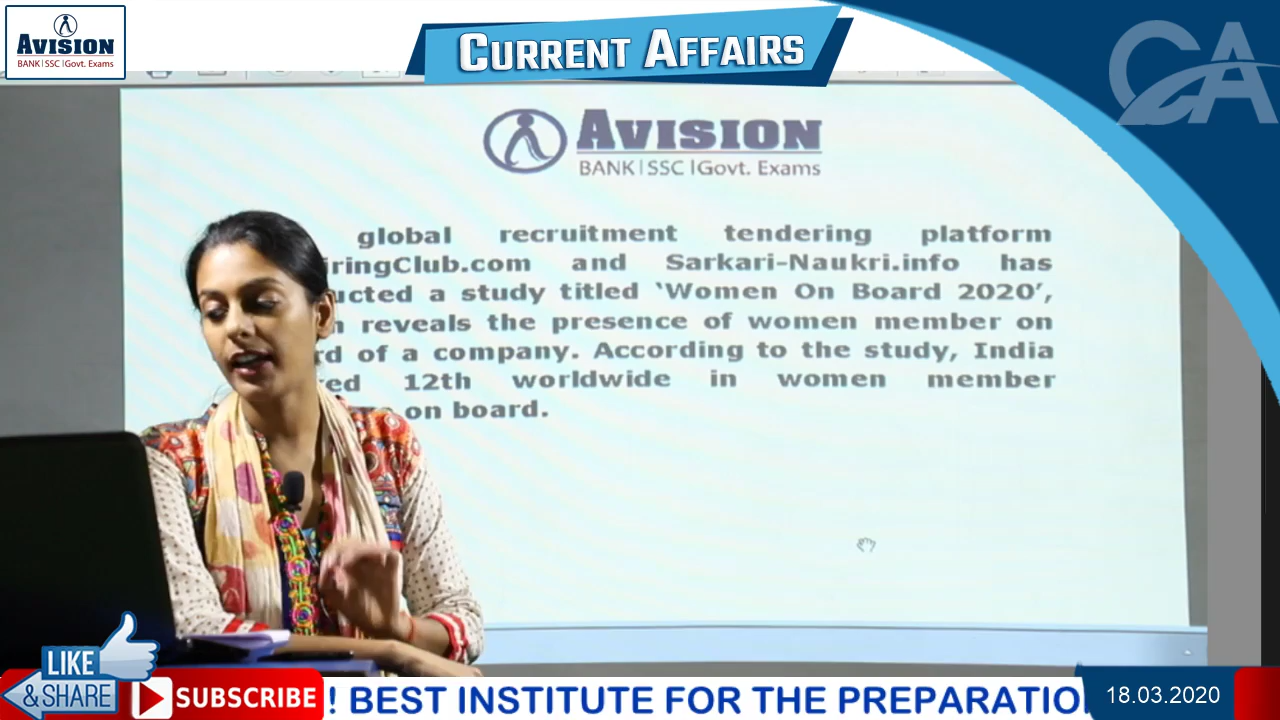 AVISION
BANK | SSC | Govt. Exams
CURRENT AFFAIRS
CA
AVISION
BANK | SSC | Govt. Exams
global recruitment tendering platform
iringClub.com and Sarkari-Naukri.info has
ucted a study titled ‘Women On Board 2020’,
reveals the presence of women member on
rd of a company. According to the study, India
ed 12th worldwide in women member
on board.
LIKE
& SHARE
SUBSCRIBE
! BEST INSTITUTE FOR THE PREPARATIO
18.03.2020